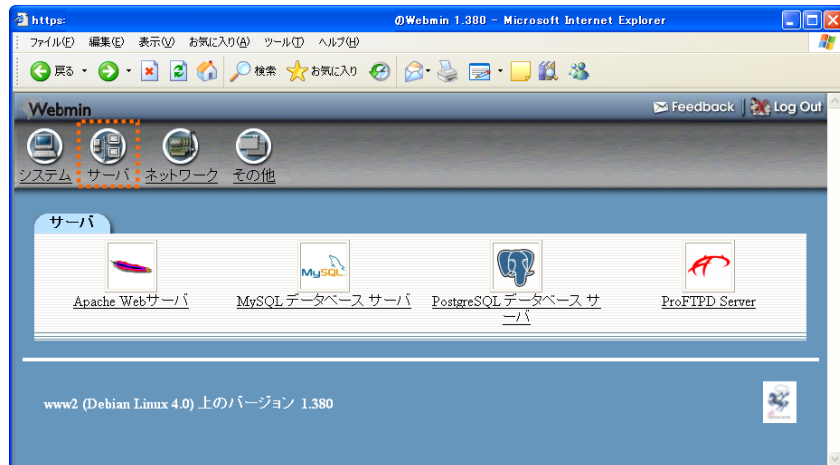 https: のWebmin 1.380 - Microsoft Internet Explorer
ファイル(F) 編集(E) 表示(V) お気に入り(A) ツール(T) ヘルプ(H)
戻る 検索 お気に入り
Webmin Feedback Log Out
システム サーバ ネットワーク その他
サーバ
MySQL
Apache Webサーバ MySQL データベース サーバ PostgreSQL データベース サ
ーバ ProFTPD Server
www2 (Debian Linux 4.0) 上のバージョン 1.380